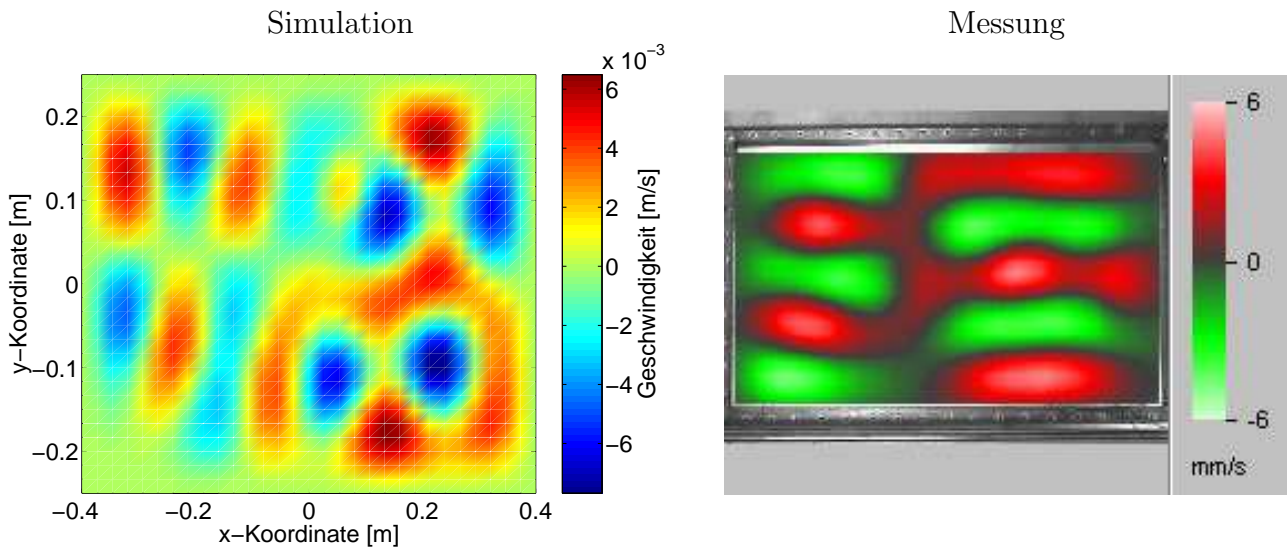 Simulation
Messung
x 10−3
6
4
2
0
−2
−4
−6
Geschwindigkeit [m/s]
0.2
0.1
0
−0.1
−0.2
y−Koordinate [m]
−0.4
−0.2
0
0.2
0.4
x−Koordinate [m]
6
0
-6
mm/s